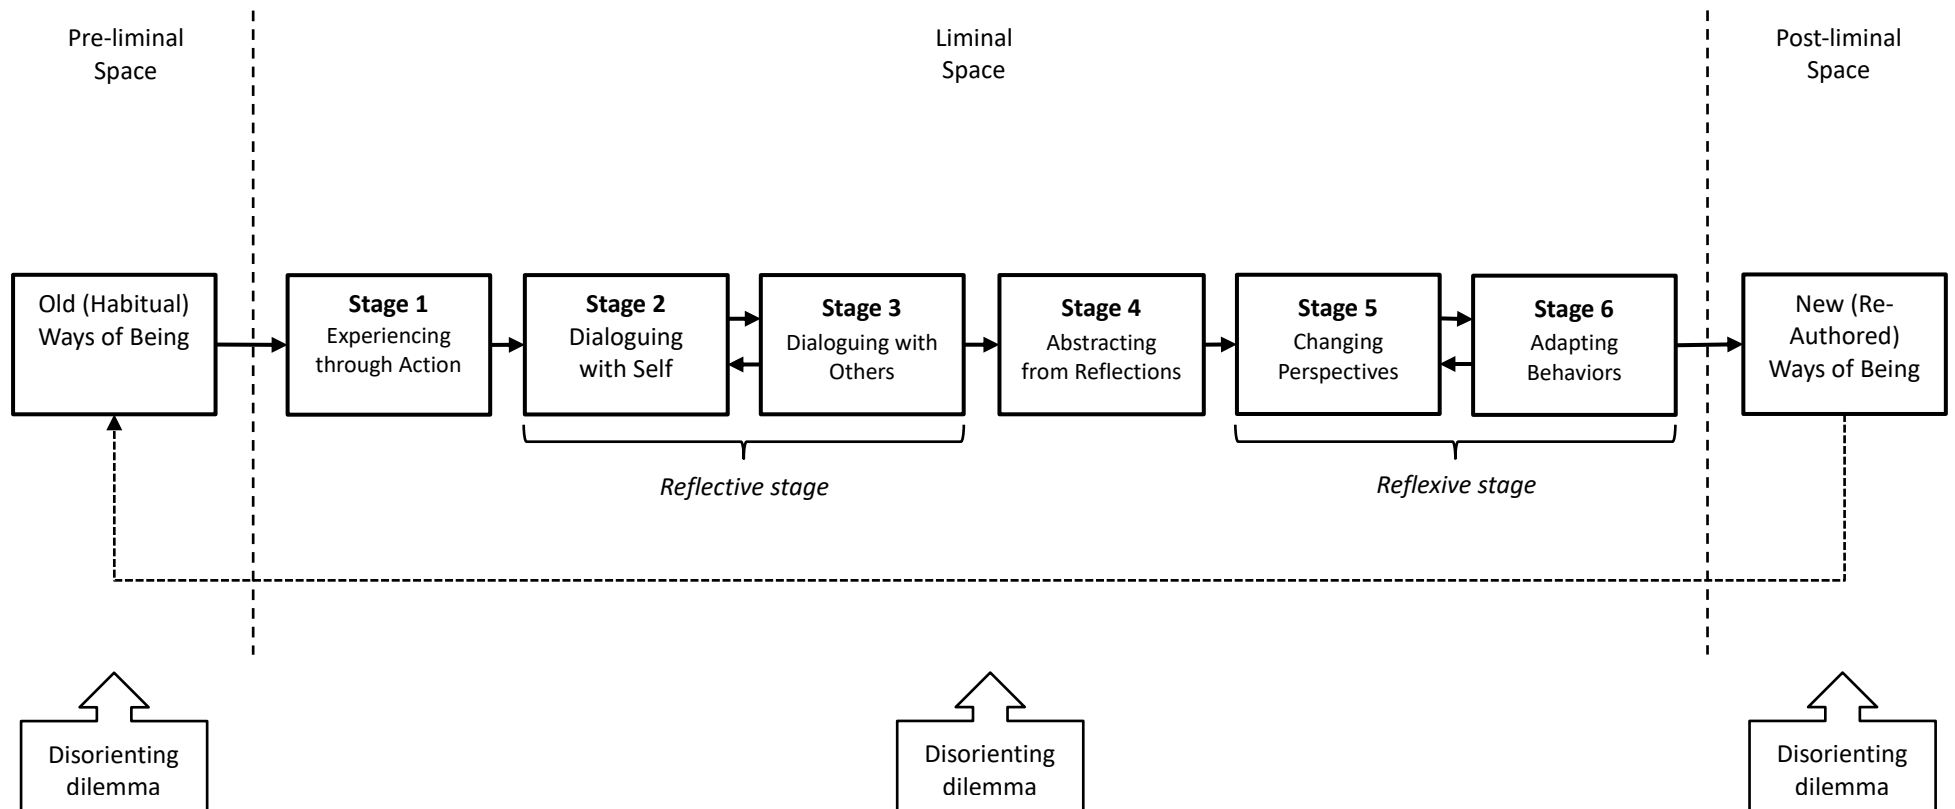 Pre-liminal
Space
Liminal
Space
Post-liminal
Space
Old (Habitual)
Ways of Being
Stage 1
Experiencing
through Action
Stage 2
Dialoguing
with Self
Stage 3
Dialoguing with
Others
Stage 4
Abstracting
from Reflections
Stage 5
Changing
Perspectives
Stage 6
Adapting
Behaviors
New (Re-
Authored)
Ways of Being
Reflective stage
Reflexive stage
Disorienting
dilemma
Disorienting
dilemma
Disorienting
dilemma